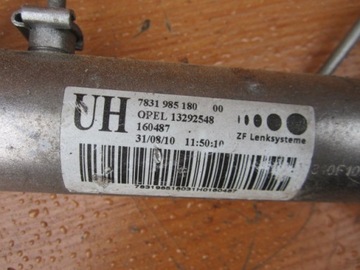 UH
7831 985 180 00
OPEL 13292548
160487
31/08/10 11:50:10
ZF Lenksysteme